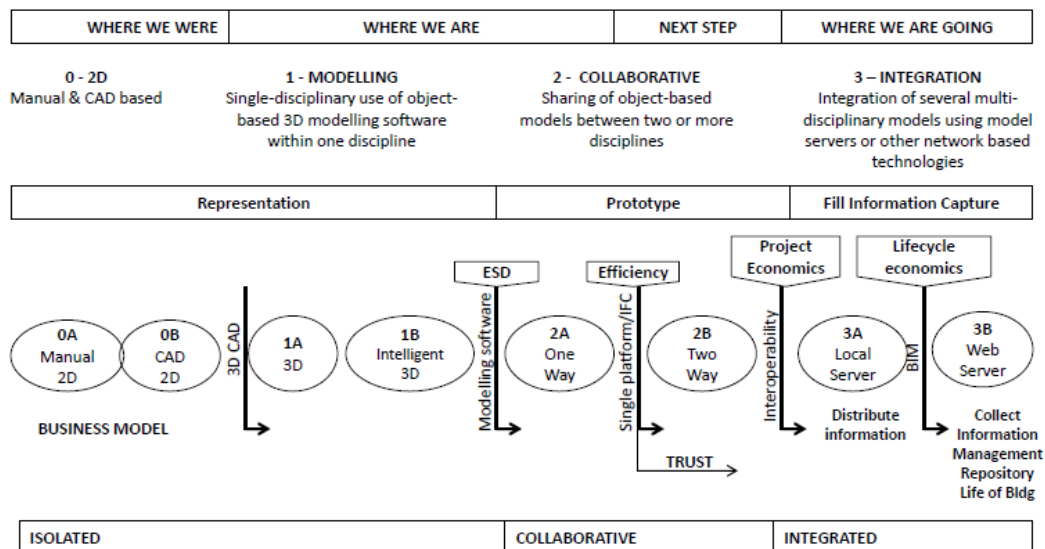 WHERE WE WERE
WHERE WE ARE
NEXT STEP
WHERE WE ARE GOING
0 - 2D
Manual & CAD based
1 - MODELLING
Single-disciplinary use of object-
based 3D modelling software
within one discipline
2 - COLLABORATIVE
Sharing of object-based
models between two or more
disciplines
3 – INTEGRATION
Integration of several multi-
disciplinary models using model
servers or other network based
technologies
Representation
Prototype
Fill Information Capture
ESD
Efficiency
Project
Economics
Lifecycle
economics
0A
Manual
2D
0B
CAD
2D
3D CAD
1A
3D
1B
Intelligent
3D
Modelling software
2A
One
Way
Single platform/IFC
2B
Two
Way
Interoperability
3A
Local
Server
BIM
3B
Web
Server
BUSINESS MODEL
TRUST
Distribute
information
Collect
Information
Management
Repository
Life of Bldg
ISOLATED
COLLABORATIVE
INTEGRATED